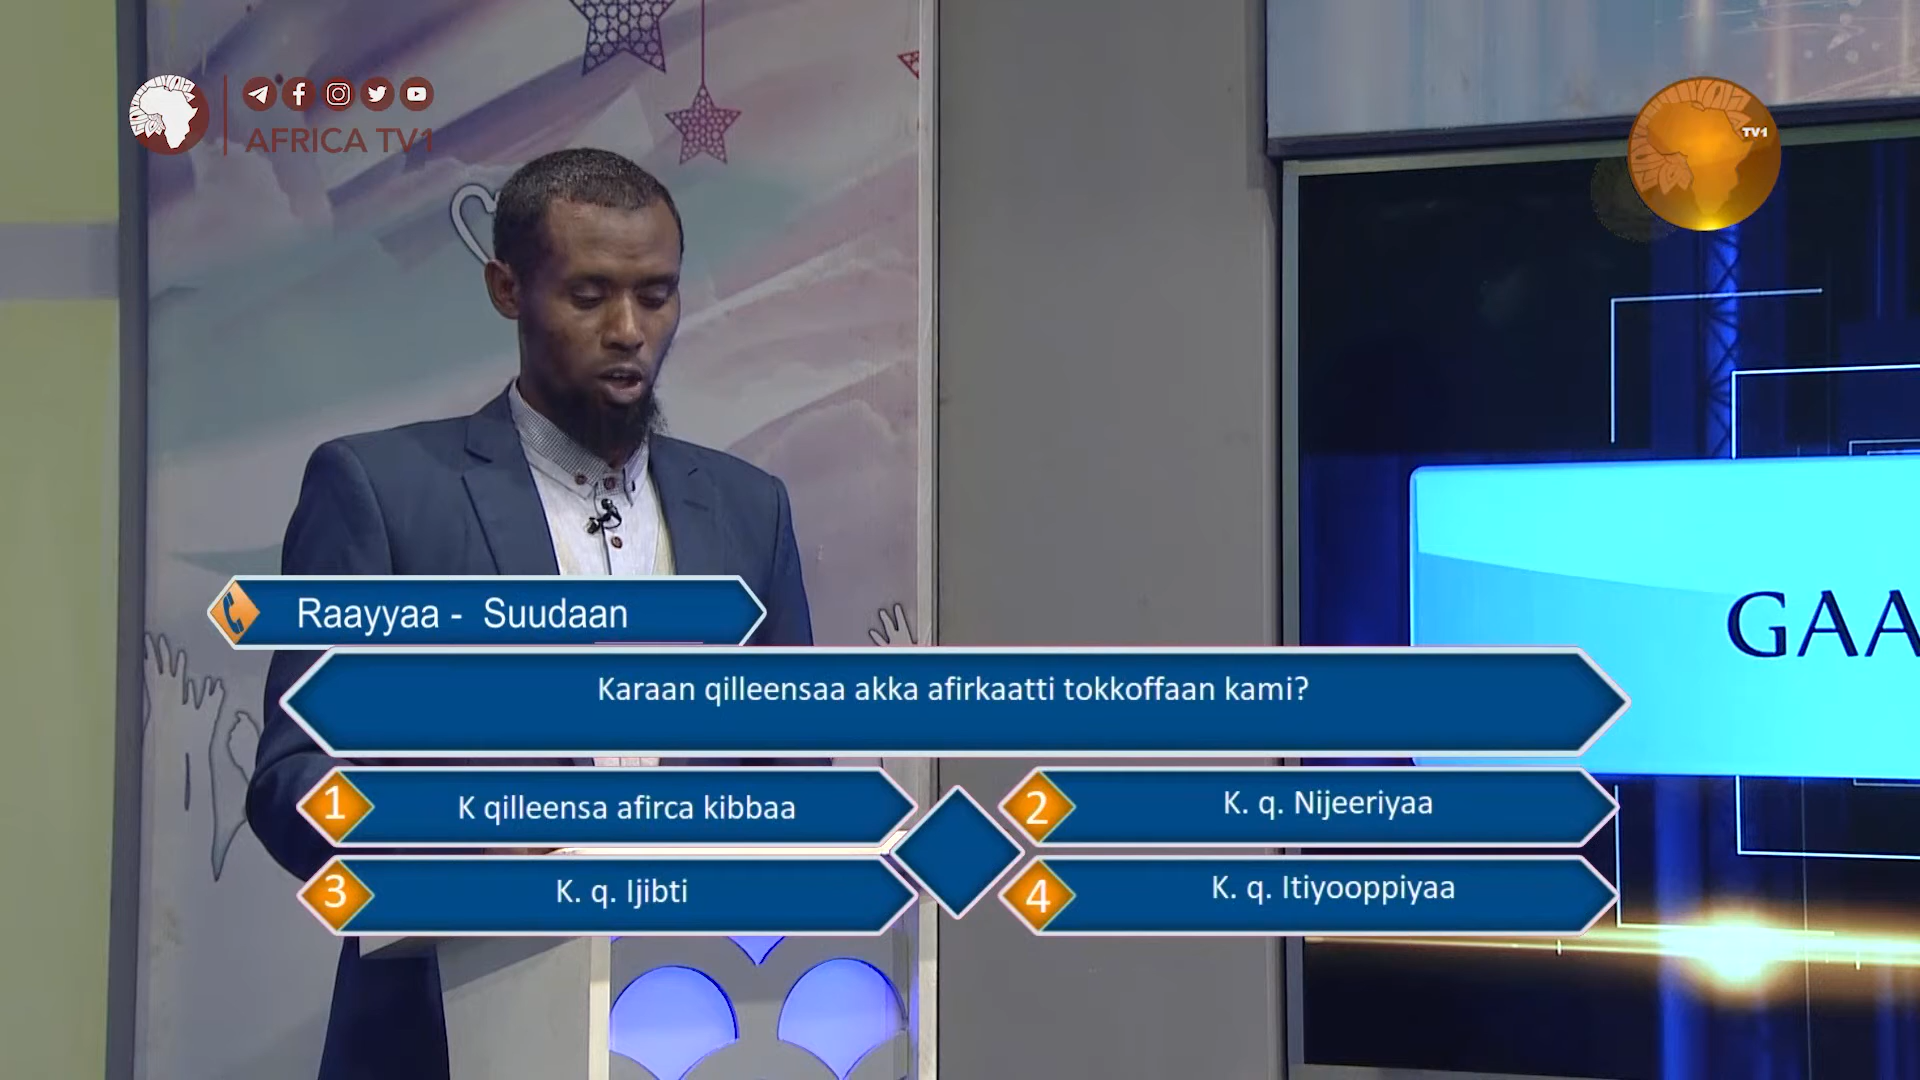 AFRICA TV1
TV1
GAA
Raayyaa - Suudaan
Karaan qilleensaa akka afirkaatti tokkoffaan kami?
1 K qilleensa afirca kibbaa
2 K. q. Nijeeriyaa
3 K. q. Ijibti
4 K. q. Itiyooppiyaa